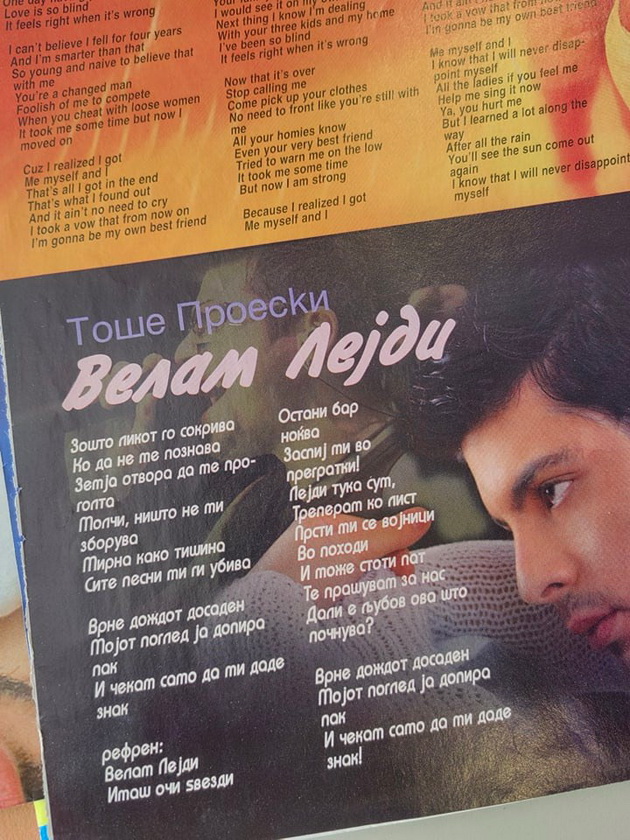 Love is so blind
It feels right when it's wrong
I can't believe I fell for four years
And I'm smarter than that
So young and naive to believe that
with me
You're a changed man
Foolish of me to compete
When you cheat with loose women
It took me some time but now I
moved on
Cuz I realized I got
Me myself and I
That's all I got in the end
That's what I found out
And it ain't no need to cry
I took a vow that from now on
I'm gonna be my own best friend
I would see it on my
Next thing I know I'm dealing
With your three kids and my home
I've been so blind
It feels right when it's wrong
Now that it's over
Stop calling me
Come pick up your clothes
No need to front like you're still with
me
All your homies know
Even your very best friend
Tried to warn me on the low
It took me some time
But now I am strong
Because I realized I got
Me myself and I
I took a vow that from now on
I'm gonna be my own best friend
Me myself and I
I know that I will never disap-
point myself
All the ladies if you feel me
Help me sing it now
Ya, you hurt me
But I learned a lot along the
way
After all the rain
You'll see the sun come out
again
I know that I will never disappoint
myself
Тоше Проески
Велам Лејди
Зошто ликот го сокрива
Ко да не те познава
Земја отвора да те про-
голта
Молчи, ништо не ти
зборува
Мирна како тишина
Сите песни ти ги убива
Врне дождот досаден
Мојот поглед ја допира
пак
И чекам само да ти даде
знак
рефрен:
Велам Лејди
Имаш очи ѕвезди
Остани бар
ноќва
Заспиј ти во
прегратки!
Лејди тука сум,
Треперат ко лист
Прсти ти се војници
Во походи
И може стоти пат
Те прашувам за нас
Дали е љубов ова што
почнува?
Врне дождот досаден
Мојот поглед ја допира
пак
И чекам само да ти даде
знак!